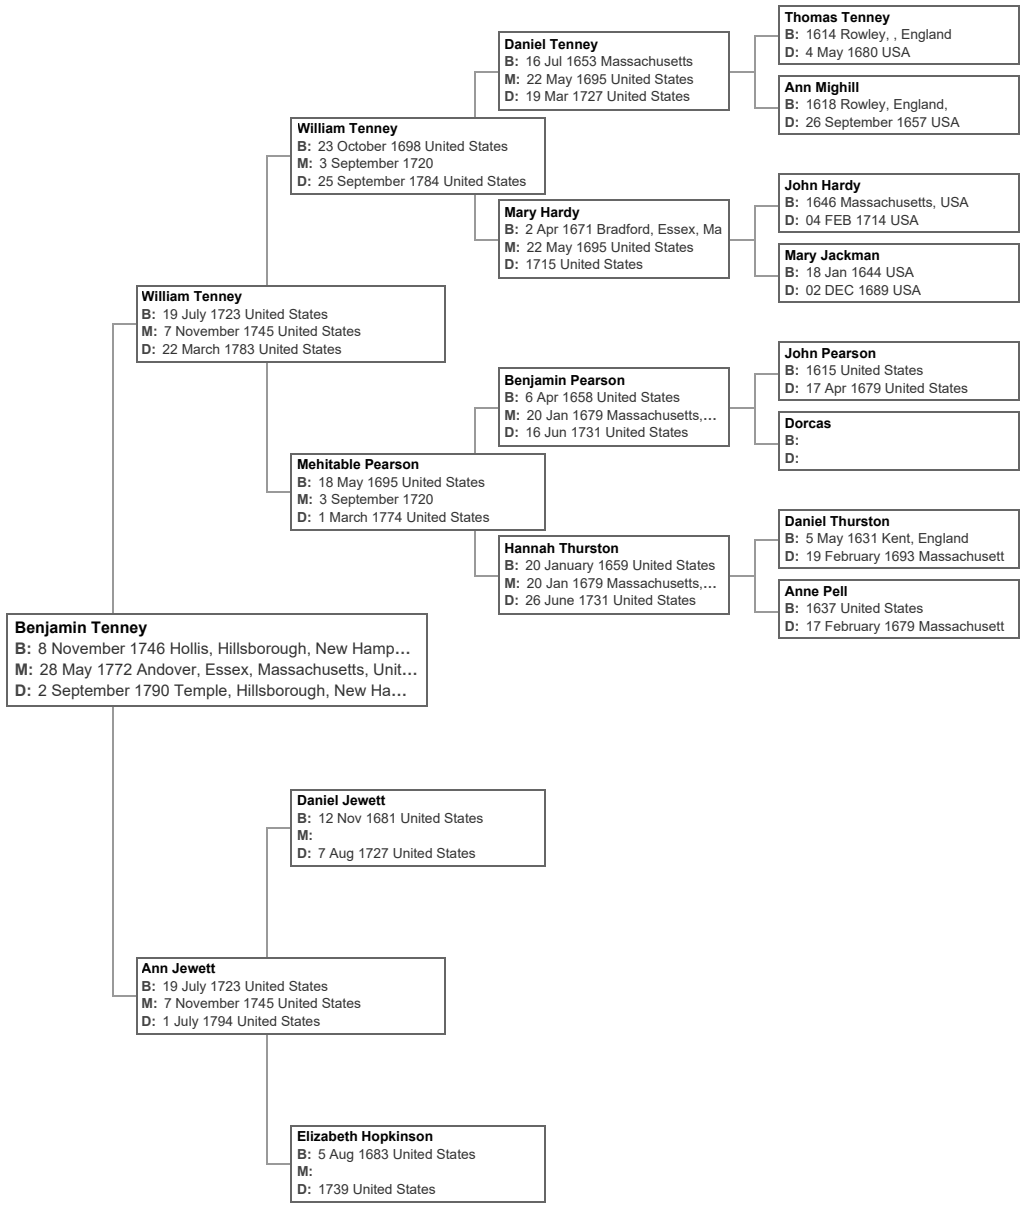 Thomas Tenney
B: 1614 Rowley, , England
D: 4 May 1680 USA
Daniel Tenney
B: 16 Jul 1653 Massachusetts
M: 22 May 1695 United States
D: 19 Mar 1727 United States
Ann Mighill
B: 1618 Rowley, England,
D: 26 September 1657 USA
William Tenney
B: 23 October 1698 United States
M: 3 September 1720
D: 25 September 1784 United States
John Hardy
B: 1646 Massachusetts, USA
D: 04 FEB 1714 USA
Mary Hardy
B: 2 Apr 1671 Bradford, Essex, Ma
M: 22 May 1695 United States
D: 1715 United States
Mary Jackman
B: 18 Jan 1644 USA
D: 02 DEC 1689 USA
William Tenney
B: 19 July 1723 United States
M: 7 November 1745 United States
D: 22 March 1783 United States
John Pearson
B: 1615 United States
D: 17 Apr 1679 United States
Benjamin Pearson
B: 6 Apr 1658 United States
M: 20 Jan 1679 Massachusetts,...
D: 16 Jun 1731 United States
Dorcas
B:
D:
Mehitable Pearson
B: 18 May 1695 United States
M: 3 September 1720
D: 1 March 1774 United States
Daniel Thurston
B: 5 May 1631 Kent, England
D: 19 February 1693 Massachusett
Hannah Thurston
B: 20 January 1659 United States
M: 20 Jan 1679 Massachusetts,...
D: 26 June 1731 United States
Anne Pell
B: 1637 United States
D: 17 February 1679 Massachusett
Benjamin Tenney
B: 8 November 1746 Hollis, Hillsborough, New Hamp...
M: 28 May 1772 Andover, Essex, Massachusetts, Unit...
D: 2 September 1790 Temple, Hillsborough, New Ha...
Daniel Jewett
B: 12 Nov 1681 United States
M:
D: 7 Aug 1727 United States
Ann Jewett
B: 19 July 1723 United States
M: 7 November 1745 United States
D: 1 July 1794 United States
Elizabeth Hopkinson
B: 5 Aug 1683 United States
M:
D: 1739 United States